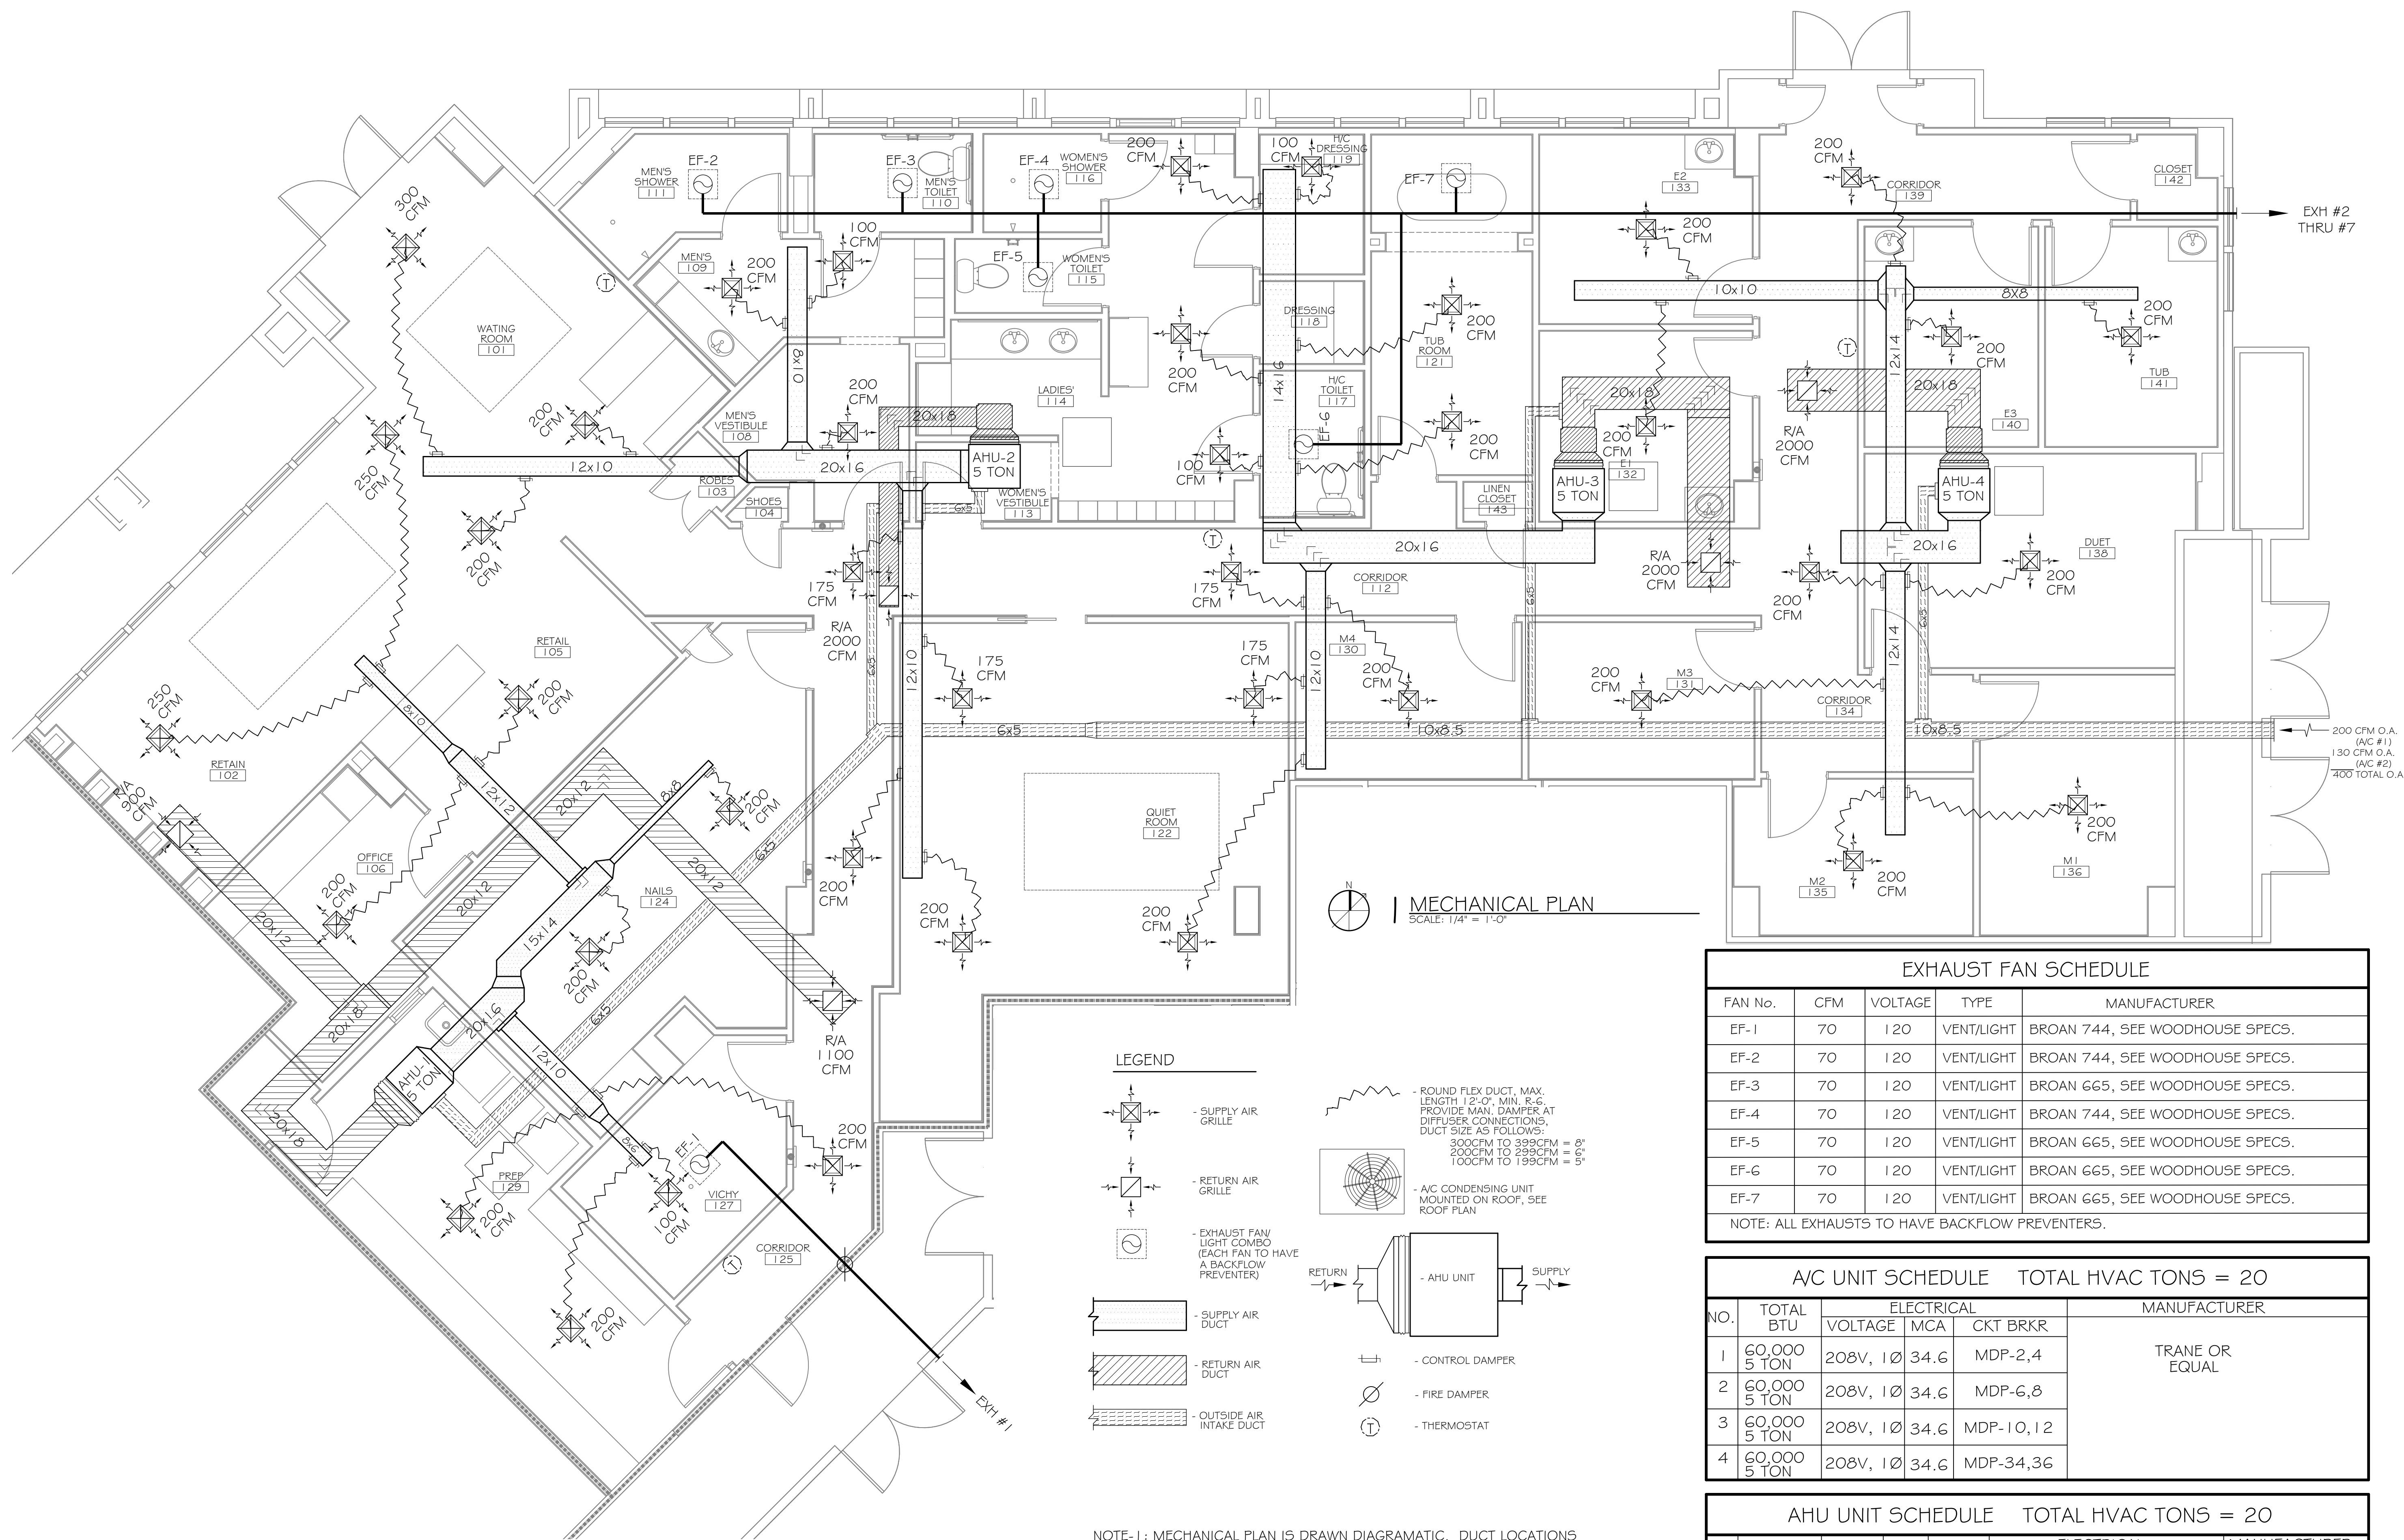 EF-2
MEN'S
SHOWER
111
EF-3
MEN'S
TOILET
110
EF-4
WOMEN'S
SHOWER
116
200
CFM
100
CFM
H/C
DRESSING
119
EF-7
E2
133
200
CFM
CORRIDOR
139
CLOSET
142
EXH #2
THRU #7
300
CFM
MEN'S
109
200
CFM
100
CFM
EF-5
WOMEN'S
TOILET
115
200
CFM
T
WATING
ROOM
101
8x10
DRESSING
118
200
CFM
TUB
ROOM
121
10x10
8X8
200
CFM
12x14
T
200
CFM
TUB
141
14x16
200
CFM
H/C
TOILET
117
EF-6
200
CFM
LADIES'
114
MEN'S
VESTIBULE
108
200
CFM
20x18
20x18
20x18
E3
140
R/A
2000
CFM
250
CFM
200
CFM
12x10
20x16
AHU-2
5 TON
100
CFM
200
CFM
E1
132
AHU-3
5 TON
AHU-4
5 TON
ROBES
103
SHOES
104
WOMEN'S
VESTIBULE
113
6x5
LINEN
CLOSET
143
200
CFM
T
20x16
20x16
DUET
138
R/A
2000
CFM
175
CFM
175
CFM
CORRIDOR
112
200
CFM
200
CFM
6x5
6x5
R/A
2000
CFM
6x5
12x10
175
CFM
175
CFM
12x10
M4
130
200
CFM
200
CFM
M3
131
12x14
CORRIDOR
134
RETAIL
105
250
CFM
8x10
200
CFM
RETAIN
102
6x5
10x8.5
10x8.5
200 CFM O.A.
(A/C #1)
130 CFM O.A.
(A/C #2)
400 TOTAL O.A
R/A
900
CFM
12x12
20x12
8x8
200
CFM
6x5
QUIET
ROOM
122
200
CFM
OFFICE
106
200
CFM
20x12
20x12
NAILS
124
20x12
200
CFM
200
CFM
200
CFM
M2
135
200
CFM
M1
136
N
1
MECHANICAL PLAN
SCALE: 1/4" = 1'-0"
15x14
200
CFM
20x18
20x16
6x5
R/A
1100
CFM
AHU-1
5 TON
12x10
20x18
8x6
EF-1
200
CFM
PREP
129
200
CFM
100
CFM
VICHY
127
T
CORRIDOR
125
200
CFM
EXH #1
LEGEND
- SUPPLY AIR
GRILLE
- RETURN AIR
GRILLE
- EXHAUST FAN/
LIGHT COMBO
(EACH FAN TO HAVE
A BACKFLOW
PREVENTER)
- SUPPLY AIR
DUCT
- RETURN AIR
DUCT
- OUTSIDE AIR
INTAKE DUCT
- ROUND FLEX DUCT, MAX.
LENGTH 12'-0", MIN. R-6.
PROVIDE MAN. DAMPER AT
DIFFUSER CONNECTIONS,
DUCT SIZE AS FOLLOWS:
300CFM TO 399CFM = 8"
200CFM TO 299CFM = 6"
100CFM TO 199CFM = 5"
- A/C CONDENSING UNIT
MOUNTED ON ROOF, SEE
ROOF PLAN
RETURN
- AHU UNIT
SUPPLY
- CONTROL DAMPER
- FIRE DAMPER
T
- THERMOSTAT
EXHAUST FAN SCHEDULE
FAN No. CFM VOLTAGE TYPE MANUFACTURER
EF-1 70 120 VENT/LIGHT BROAN 744, SEE WOODHOUSE SPECS.
EF-2 70 120 VENT/LIGHT BROAN 744, SEE WOODHOUSE SPECS.
EF-3 70 120 VENT/LIGHT BROAN 665, SEE WOODHOUSE SPECS.
EF-4 70 120 VENT/LIGHT BROAN 744, SEE WOODHOUSE SPECS.
EF-5 70 120 VENT/LIGHT BROAN 665, SEE WOODHOUSE SPECS.
EF-6 70 120 VENT/LIGHT BROAN 665, SEE WOODHOUSE SPECS.
EF-7 70 120 VENT/LIGHT BROAN 665, SEE WOODHOUSE SPECS.
NOTE: ALL EXHAUSTS TO HAVE BACKFLOW PREVENTERS.
A/C UNIT SCHEDULE TOTAL HVAC TONS = 20
NO. TOTAL BTU ELECTRICAL MANUFACTURER
VOLTAGE MCA CKT BRKR
1 60,000 5 TON 208V, 1Ø 34.6 MDP-2,4 TRANE OR EQUAL
2 60,000 5 TON 208V, 1Ø 34.6 MDP-6,8
3 60,000 5 TON 208V, 1Ø 34.6 MDP-10,12
4 60,000 5 TON 208V, 1Ø 34.6 MDP-34,36
AHU UNIT SCHEDULE TOTAL HVAC TONS = 20
NOTE-1: MECHANICAL PLAN IS DRAWN DIAGRAMATIC. DUCT LOCATIONS